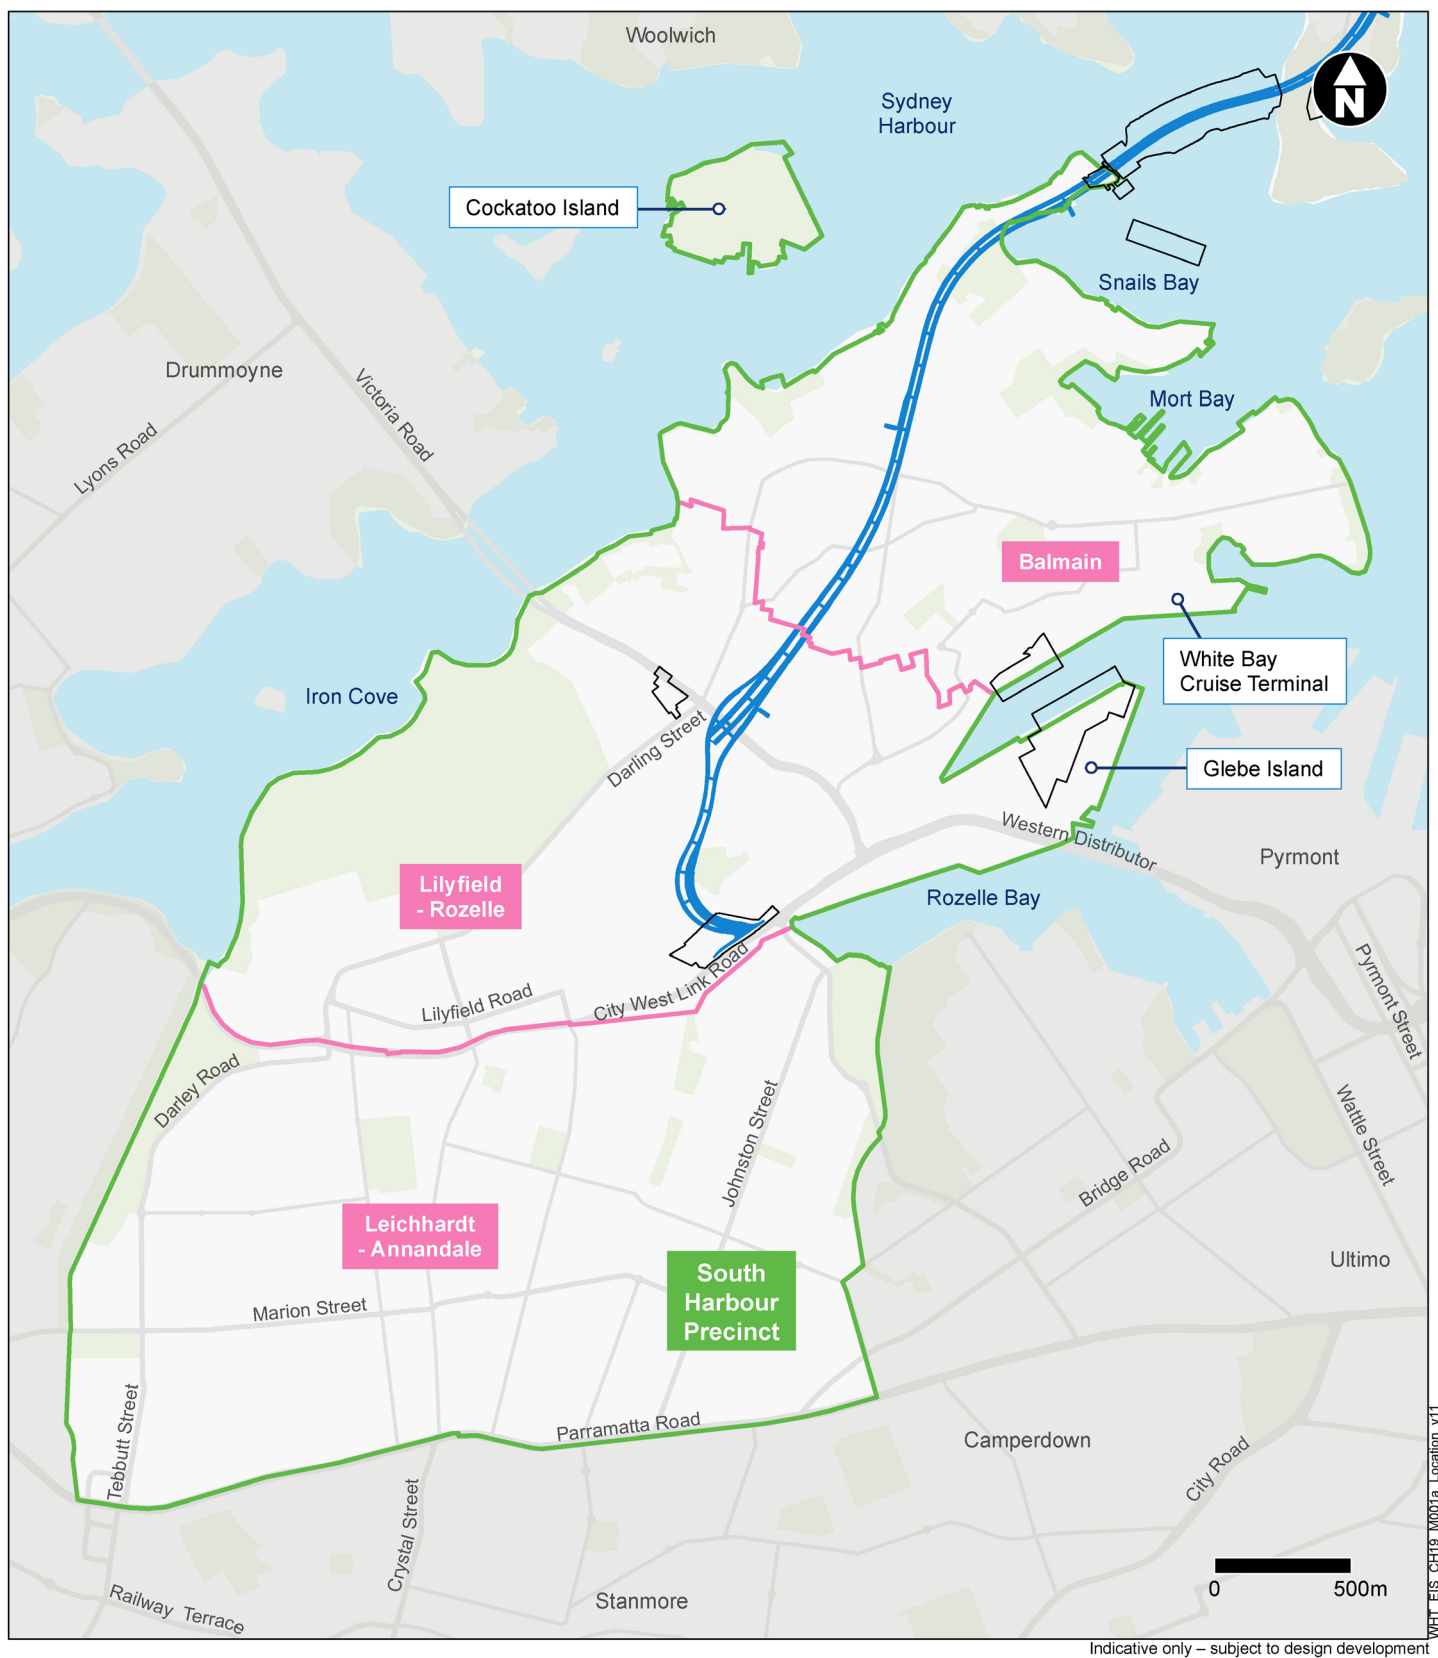 Woolwich
Sydney
Harbour
N
Cockatoo Island
Snails Bay
Drummoyne
Victoria Road
Mort Bay
Lyons Road
Balmain
White Bay
Cruise Terminal
Iron Cove
Darling Street
Glebe Island
Western Distributor
Pyrmont
Lilyfield
- Rozelle
Rozelle Bay
City West Link Road
Lilyfield Road
Pyrmont Street
Darley Road
Johnston Street
Wattle Street
Bridge Road
Leichhardt
- Annandale
South
Harbour
Precinct
Ultimo
Marion Street
Tebbutt Street
Parramatta Road
Camperdown
City Road
Crystal Street
Railway Terrace
Stanmore
0 500m
WHT_EIS_CH19_M001a_Location_v11
Indicative only – subject to design development